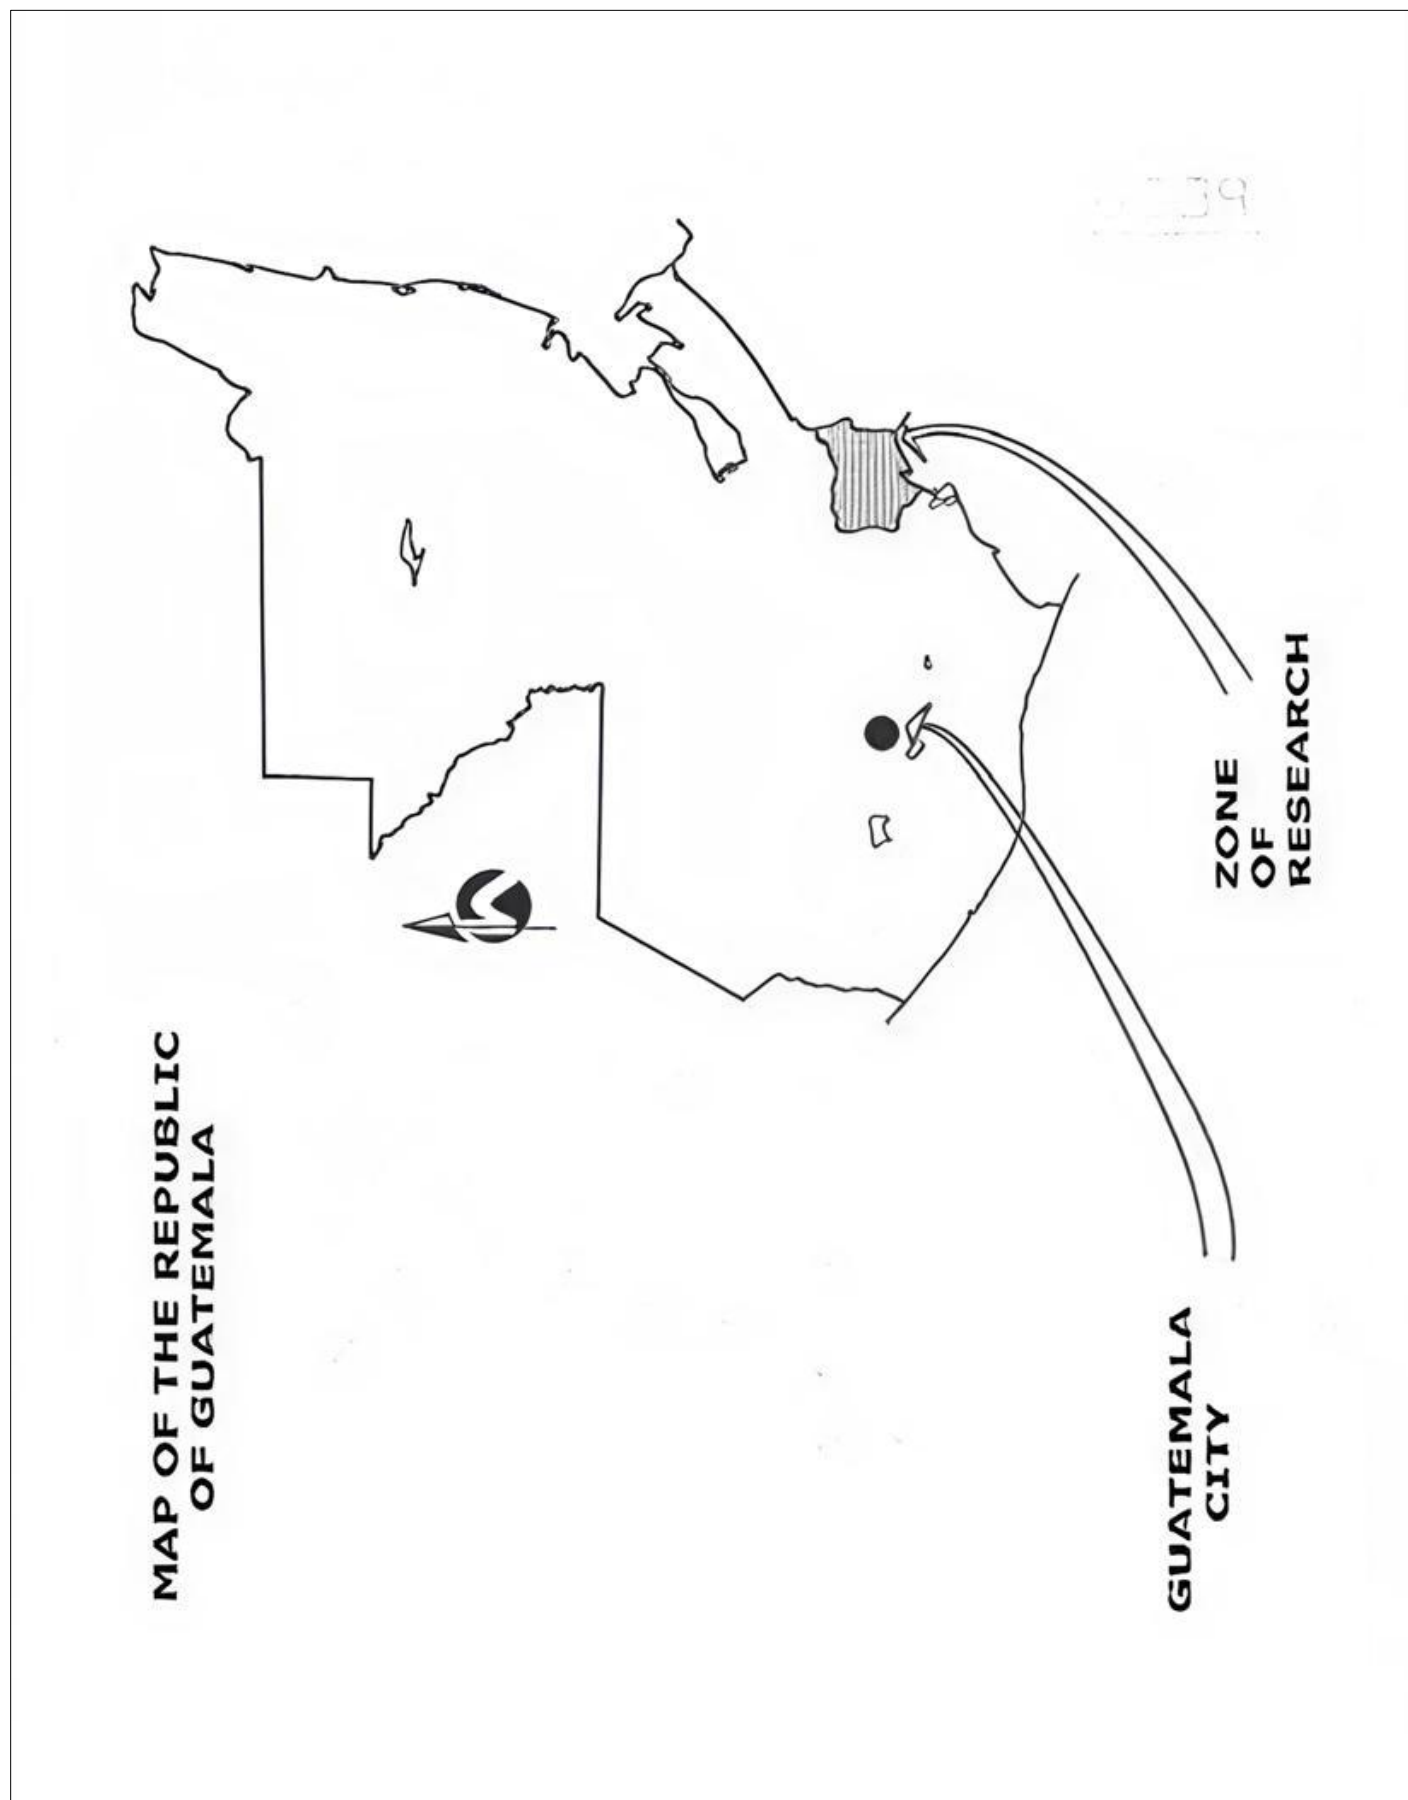 MAP OF THE REPUBLIC
OF GUATEMALA
ZONE
OF
RESEARCH
GUATEMALA
CITY